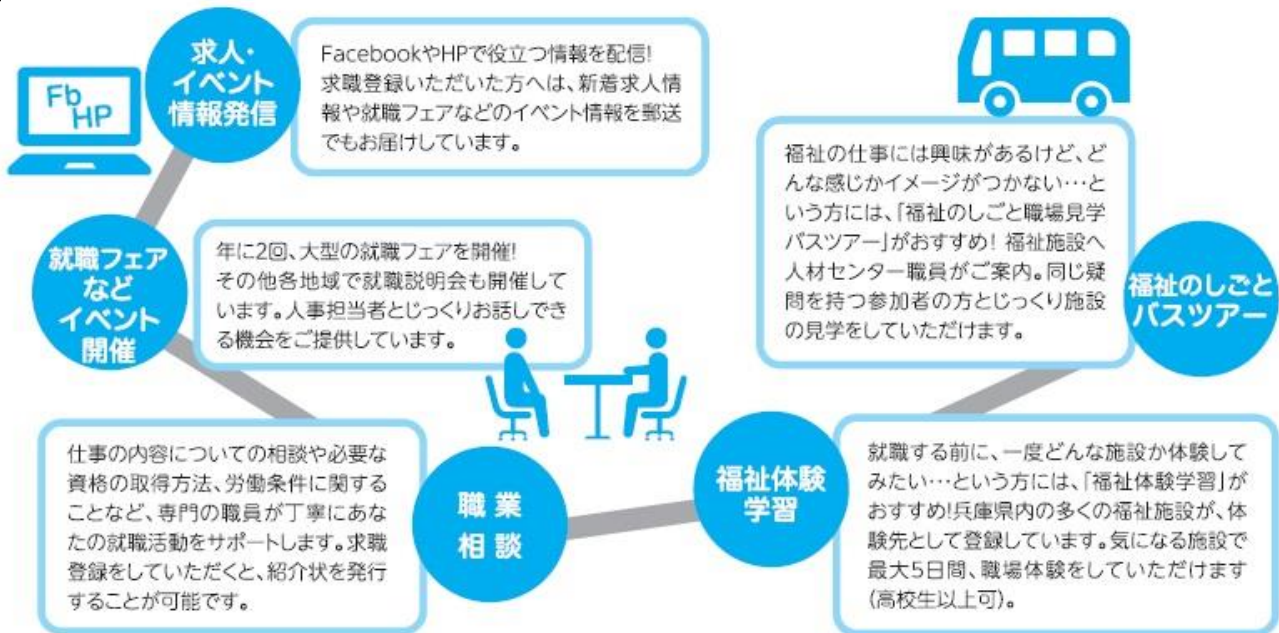 Fb
HP
求人・
イベント
情報発信
FacebookやHPで役立つ情報を配信!
求職登録いただいた方へは、新着求人情
報や就職フェアなどのイベント情報を郵送
でもお届けしています。
就職フェア
など
イベント
開催
年に2回、大型の就職フェアを開催!
その他各地域で就職説明会も開催して
います。人事担当者とじっくりお話しでき
る機会をご提供しています。
仕事の内容についての相談や必要な
資格の取得方法、労働条件に関する
ことなど、専門の職員が丁寧にあな
たの就職活動をサポートします。求職
登録をしていただくと、紹介状を発行
することが可能です。
職業
相談
福祉体験
学習
就職する前に、一度どんな施設か体験して
みたい…という方には、「福祉体験学習」が
おすすめ!兵庫県内の多くの福祉施設が、体
験先として登録しています。気になる施設で
最大5日間、職場体験をしていただけます
(高校生以上可)。
福祉の仕事には興味があるけど、ど
んな感じかイメージがつかない…と
いう方には、「福祉のしごと職場見学
バスツアー」がおすすめ! 福祉施設へ
人材センター職員がご案内。同じ疑
問を持つ参加者の方とじっくり施設
の見学をしていただけます。
福祉のしごと
バスツアー